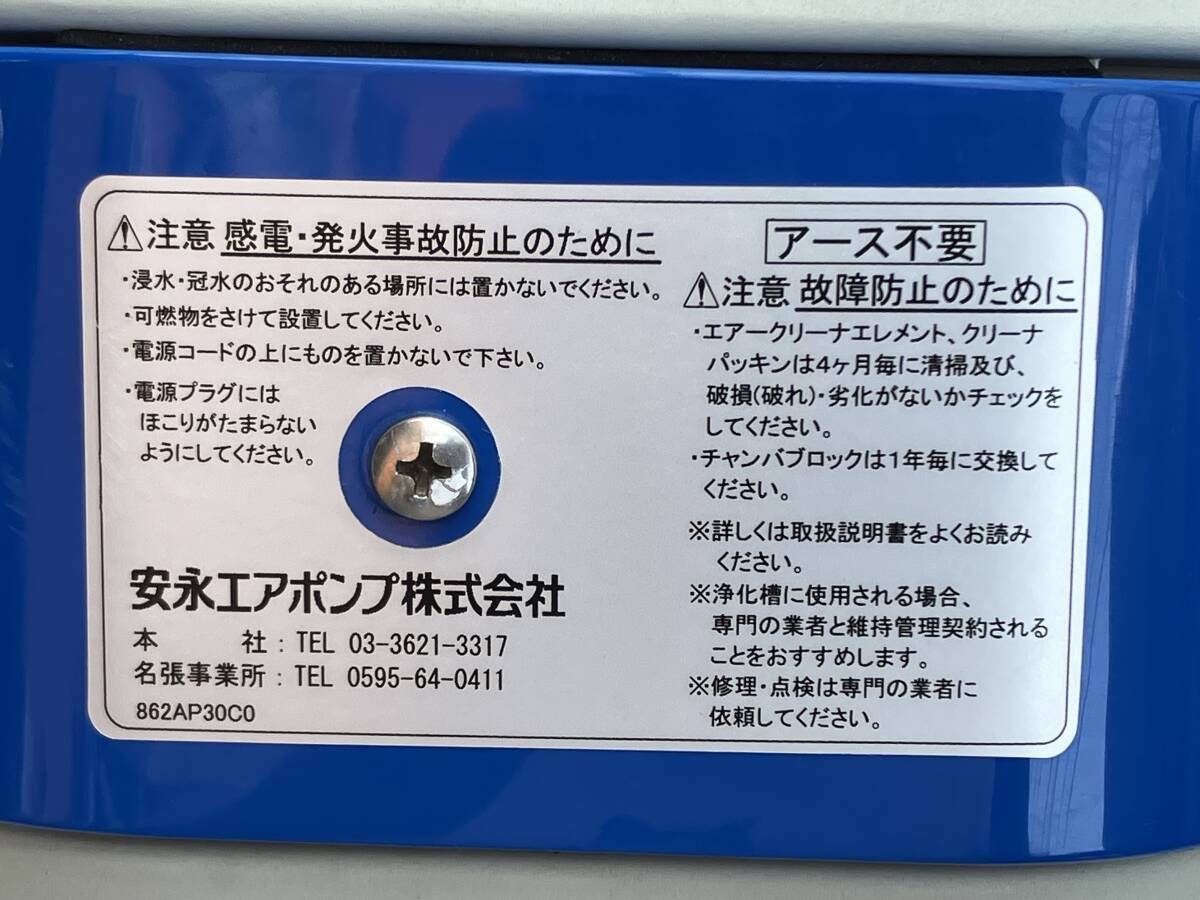 ⚠注意 感電・発火事故防止のために
・浸水・冠水のおそれのある場所には置かないでください。
・可燃物をさけて設置してください。
・電源コードの上にものを置かないで下さい。
・電源プラグには
ほこりがたまらない
ようにしてください。
安永エアポンプ株式会社
本 社 : TEL 03-3621-3317
名張事業所 : TEL 0595-64-0411
862AP30C0
アース不要
⚠注意 故障防止のために
・エアークリーナエレメント、クリーナ
パッキンは4ヶ月毎に清掃及び、
破損(破れ)・劣化がないかチェックを
してください。
・チャンバブロックは1年毎に交換して
ください。
※詳しくは取扱説明書をよくお読み
ください。
※浄化槽に使用される場合、
専門の業者と維持管理契約される
ことをおすすめします。
※修理・点検は専門の業者に
依頼してください。